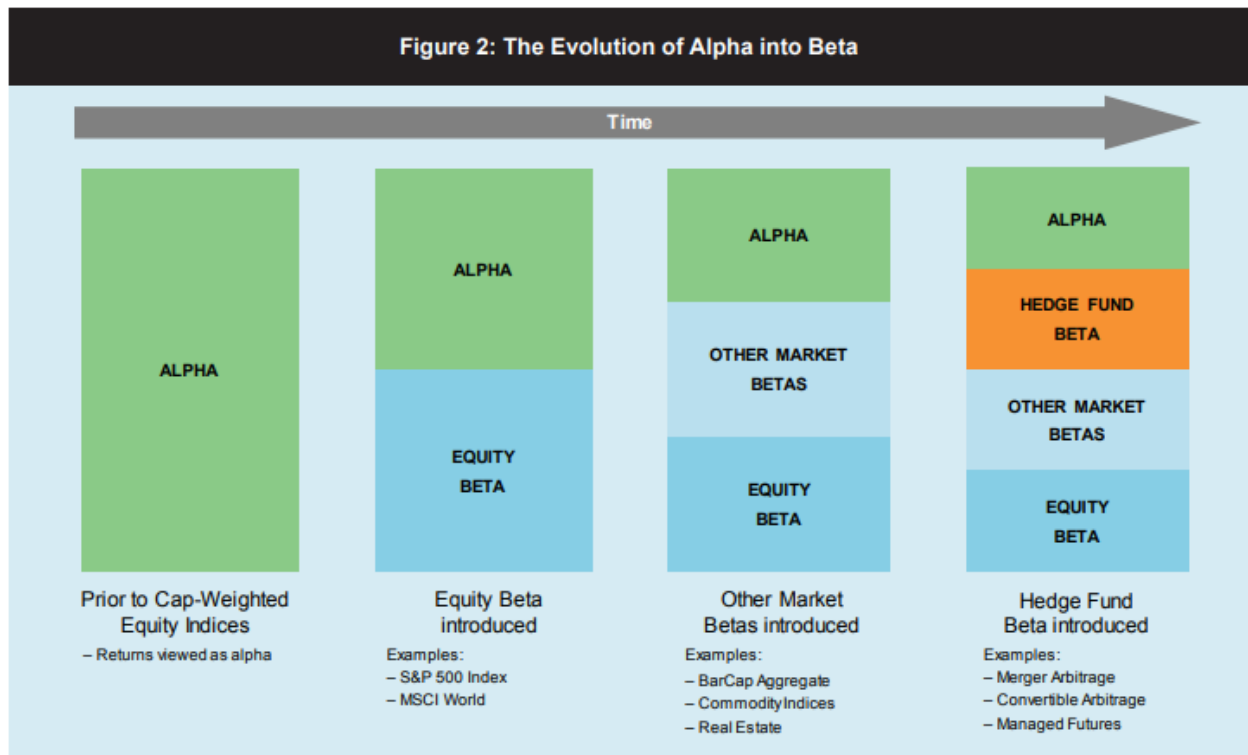 Figure 2: The Evolution of Alpha into Beta
Time
ALPHA
ALPHA
EQUITY
BETA
ALPHA
OTHER MARKET
BETAS
EQUITY
BETA
ALPHA
HEDGE FUND
BETA
OTHER MARKET
BETAS
EQUITY
BETA
Prior to Cap-Weighted
Equity Indices
– Returns viewed as alpha
Equity Beta
introduced
Examples:
– S&P 500 Index
– MSCI World
Other Market
Betas introduced
Examples:
– BarCap Aggregate
– Commodity Indices
– Real Estate
Hedge Fund
Beta introduced
Examples:
– Merger Arbitrage
– Convertible Arbitrage
– Managed Futures